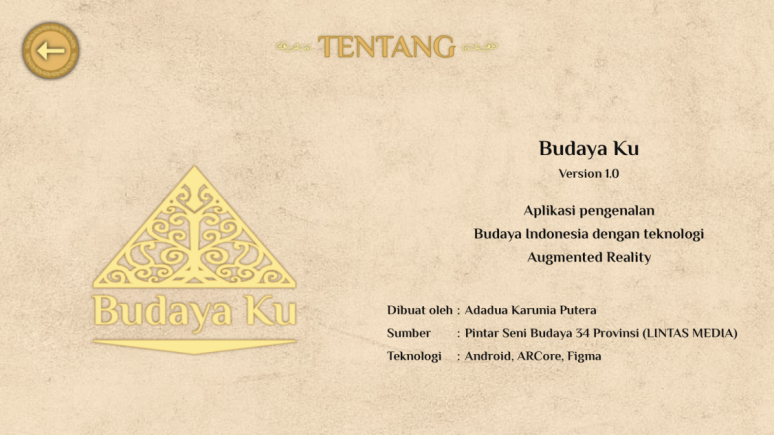 TENTANG
Budaya Ku
Budaya Ku
Version 1.0
Aplikasi pengenalan
Budaya Indonesia dengan teknologi
Augmented Reality
Dibuat oleh : Adadua Karunia Putera
Sumber : Pintar Seni Budaya 34 Provinsi (LINTAS MEDIA)
Teknologi : Android, ARCore, Figma